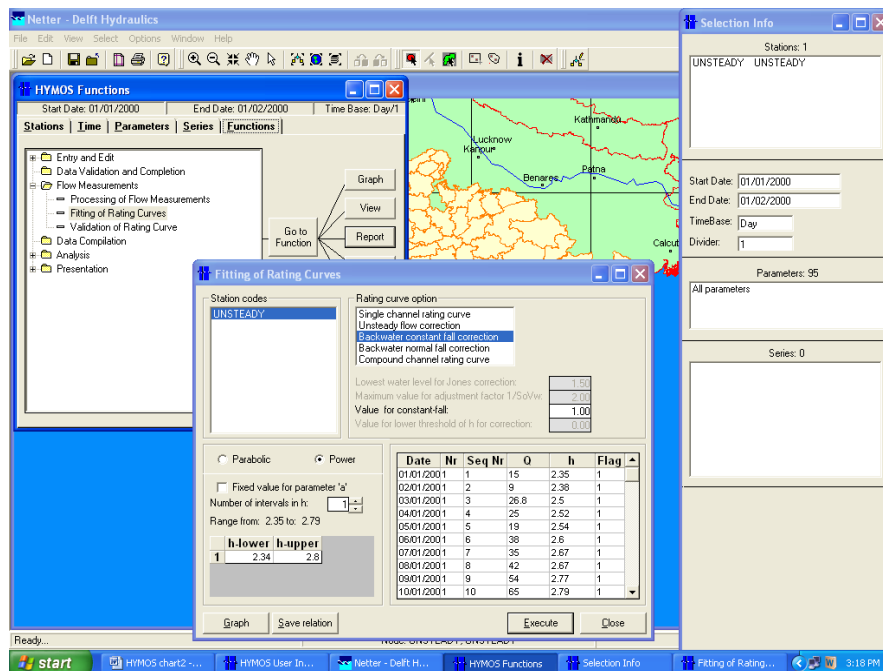 Netter - Delft Hydraulics
File Edit View Select Options Window Help
HYMOS Functions
Start Date: 01/01/2000 End Date: 01/02/2000 Time Base: Day/1
Stations Time Parameters Series Functions
Entry and Edit
Data Validation and Completion
Flow Measurements
Processing of Flow Measurements
Fitting of Rating Curves
Validation of Rating Curve
Data Compilation
Analysis
Presentation
Go to
Function
Graph
View
Report
Kathmandu
Lucknow
Kanpur
Benares
Patna
Calcut
Selection Info
Stations: 1
UNSTEADY UNSTEADY
Start Date: 01/01/2000
End Date: 01/02/2000
TimeBase: Day
Divider: 1
Parameters: 95
All parameters
Series: 0
Fitting of Rating Curves
Station codes
UNSTEADY
Rating curve option
Single channel rating curve
Unsteady flow correction
Backwater constant fall correction
Backwater normal fall correction
Compound channel rating curve
Lowest water level for Jones correction: 1.50
Maximum value for adjustment factor 1/SoVw: 2.00
Value for constant-fall: 1.00
Value for lower threshold of h for correction: 0.00
Parabolic Power
Fixed value for parameter 'a'
Number of intervals in h: 1
Range from: 2.35 to: 2.79
h-lower h-upper
1 2.34 2.8
Date Nr Seq Nr Q h Flag
01/01/2001 1 15 2.35 1
02/01/2001 2 9 2.38 1
03/01/2001 3 26.8 2.5 1
04/01/2001 4 25 2.52 1
05/01/2001 5 19 2.54 1
06/01/2001 6 38 2.6 1
07/01/2001 7 35 2.67 1
08/01/2001 8 42 2.67 1
09/01/2001 9 54 2.77 1
10/01/2001 10 65 2.79 1
Graph Save relation Execute Close
Ready...
start HYMOS chart2 -... HYMOS User In... Netter - Delft H... HYMOS Functions Selection Info Fitting of Rating... 3:18 PM